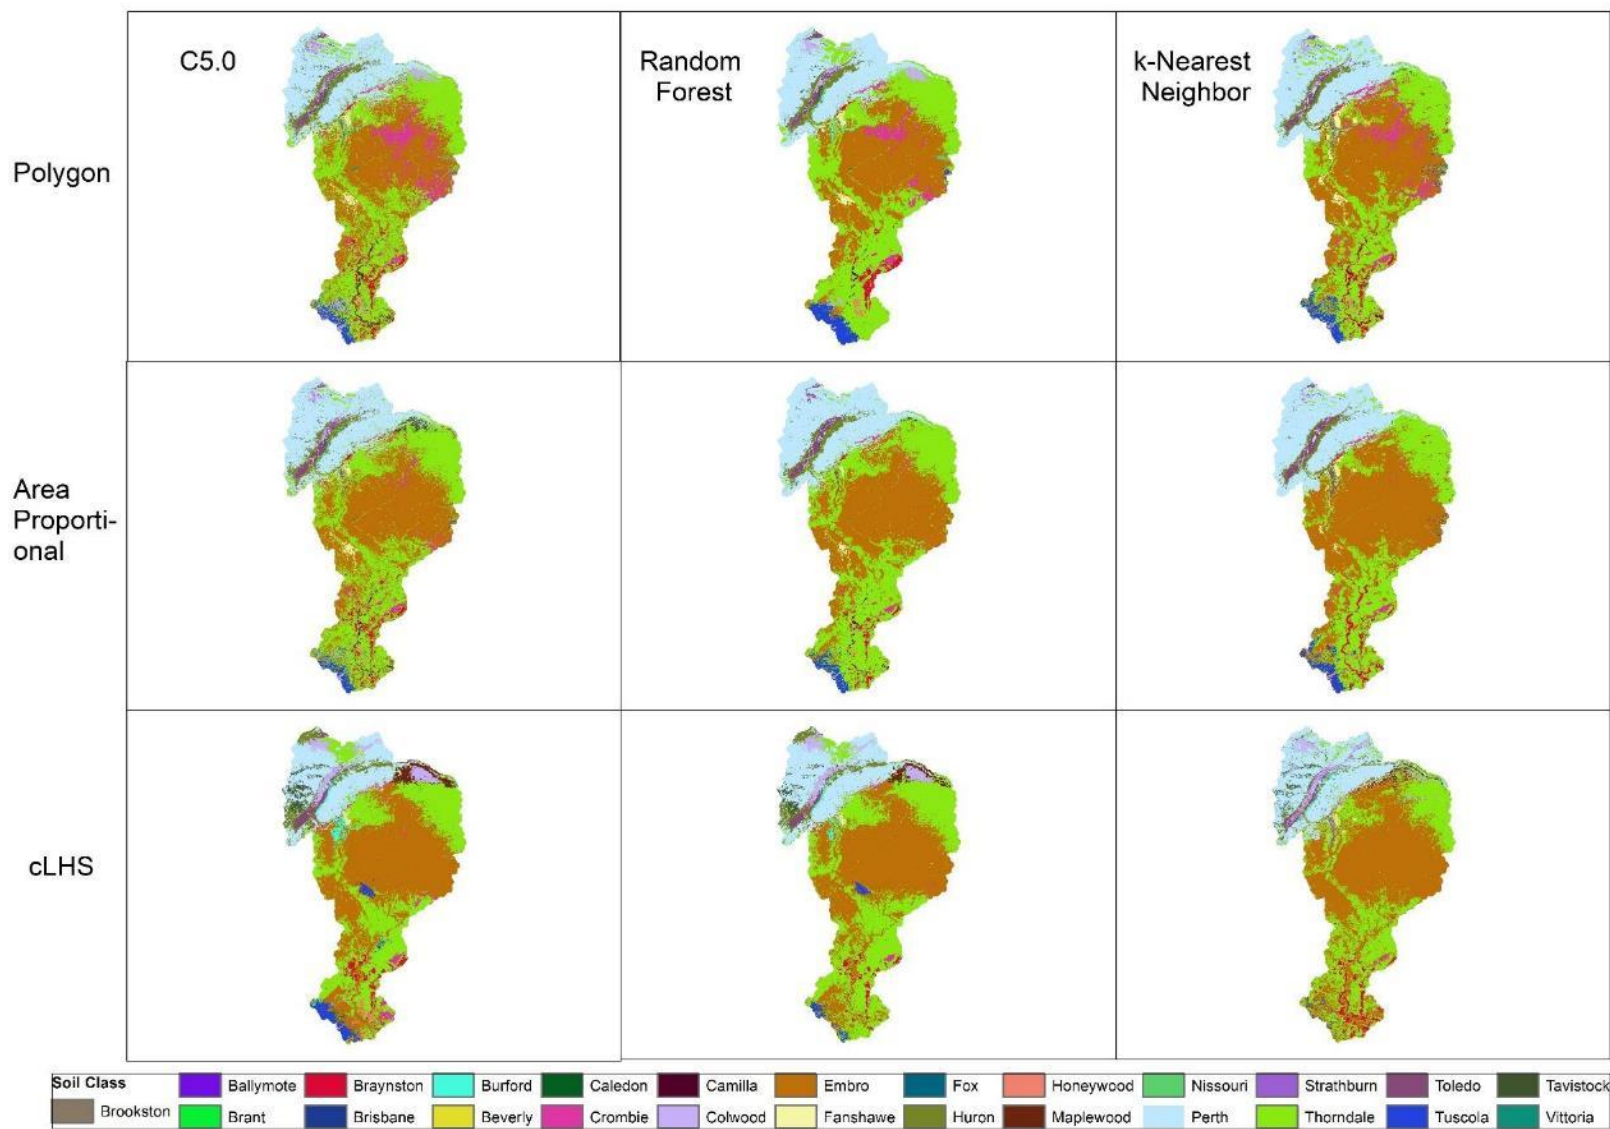 C5.0
Random
Forest
k-Nearest
Neighbor
Polygon
Area
Proporti-
onal
cLHS
Soil Class
Ballymote Braynston Burford Caledon Camilla Embro Fox Honeywood Nissouri Strathburn Toledo Tavistock
Brookston Brant Brisbane Beverly Crombie Colwood Fanshawe Huron Maplewood Perth Thorndale Tuscola Vittoria